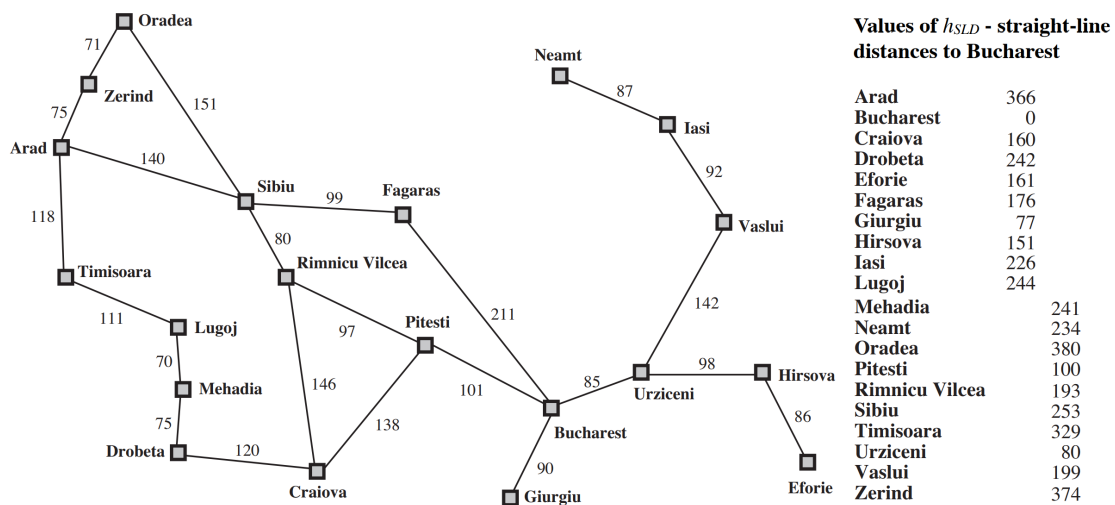 Oradea
71
Zerind
75
151
Arad
140
Sibiu
99
Fagaras
118
80
Timisoara
Rimnicu Vilcea
111
Lugoj
97
Pitesti
211
70
Mehadia
146
101
138
75
Drobeta
120
Craiova
Neamt
87
Iasi
92
Vaslui
142
98
Hirsova
85
Urziceni
86
Bucharest
90
Giurgiu
Eforie
Values of hSLD - straight-line
distances to Bucharest
Arad 366
Bucharest 0
Craiova 160
Drobeta 242
Eforie 161
Fagaras 176
Giurgiu 77
Hirsova 151
Iasi 226
Lugoj 244
Mehadia 241
Neamt 234
Oradea 380
Pitesti 100
Rimnicu Vilcea 193
Sibiu 253
Timisoara 329
Urziceni 80
Vaslui 199
Zerind 374